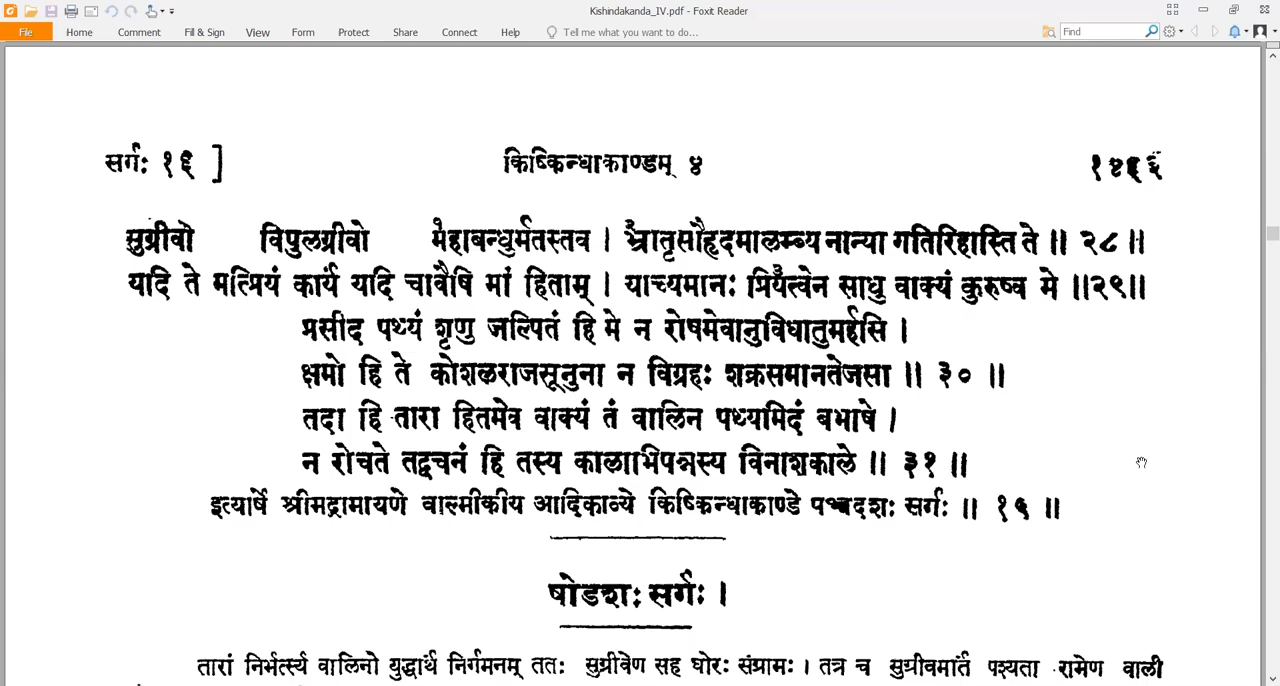 Kishindakanda_IV.pdf - Foxit Reader
File Home Comment Fill & Sign View Form Protect Share Connect Help Tell me what you want to do... Find
सर्गः १६ ] किष्किन्धाकाण्डम् ४
सुग्रीवो विपुलग्रीवो महाबन्धुर्मतस्तव । भ्रातृसौहृदमालम्ब्य नान्या गतिरिहास्ति ते ॥ २८ ॥
यदि ते मत्प्रियं कार्यं यदि चावैषि मां हिताम् । याच्यमानः प्रियत्वेन साधु वाक्यं कुरुष्व मे ॥२९॥
प्रसीद पथ्यं शृणु जल्पितं हि मे न रोषमेवानुविधातुमर्हसि ।
क्षमो हि ते कोशलराजसूनुना न विग्रहः शक्रसमानतेजसा ॥ ३० ॥
तदा हि तारा हितमेव वाक्यं तं वालिन पथ्यमिदं बभाषे ।
न रोचते तद्वचनं हि तस्य कालाभिपन्नस्य विनाशकाले ॥ ३१ ॥
इत्यार्षे श्रीमद्रामायणे वाल्मीकीय आदिकाव्ये किष्किन्धाकाण्डे पञ्चदशः सर्गः ॥ १५ ॥
षोडशः सर्गः ।
तारां निर्भर्त्स्य वालिनो युद्धार्थं निर्गमनम् ततः सुग्रीवेण सह घोरः संग्रामः । तत्र च सुग्रीवमार्तं पश्यता रामेण वाली